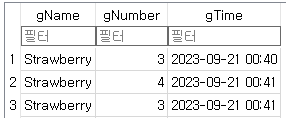 gName gNumber gTime
필터 필터 필터
1 Strawberry 3 2023-09-21 00:40
2 Strawberry 4 2023-09-21 00:41
3 Strawberry 3 2023-09-21 00:41